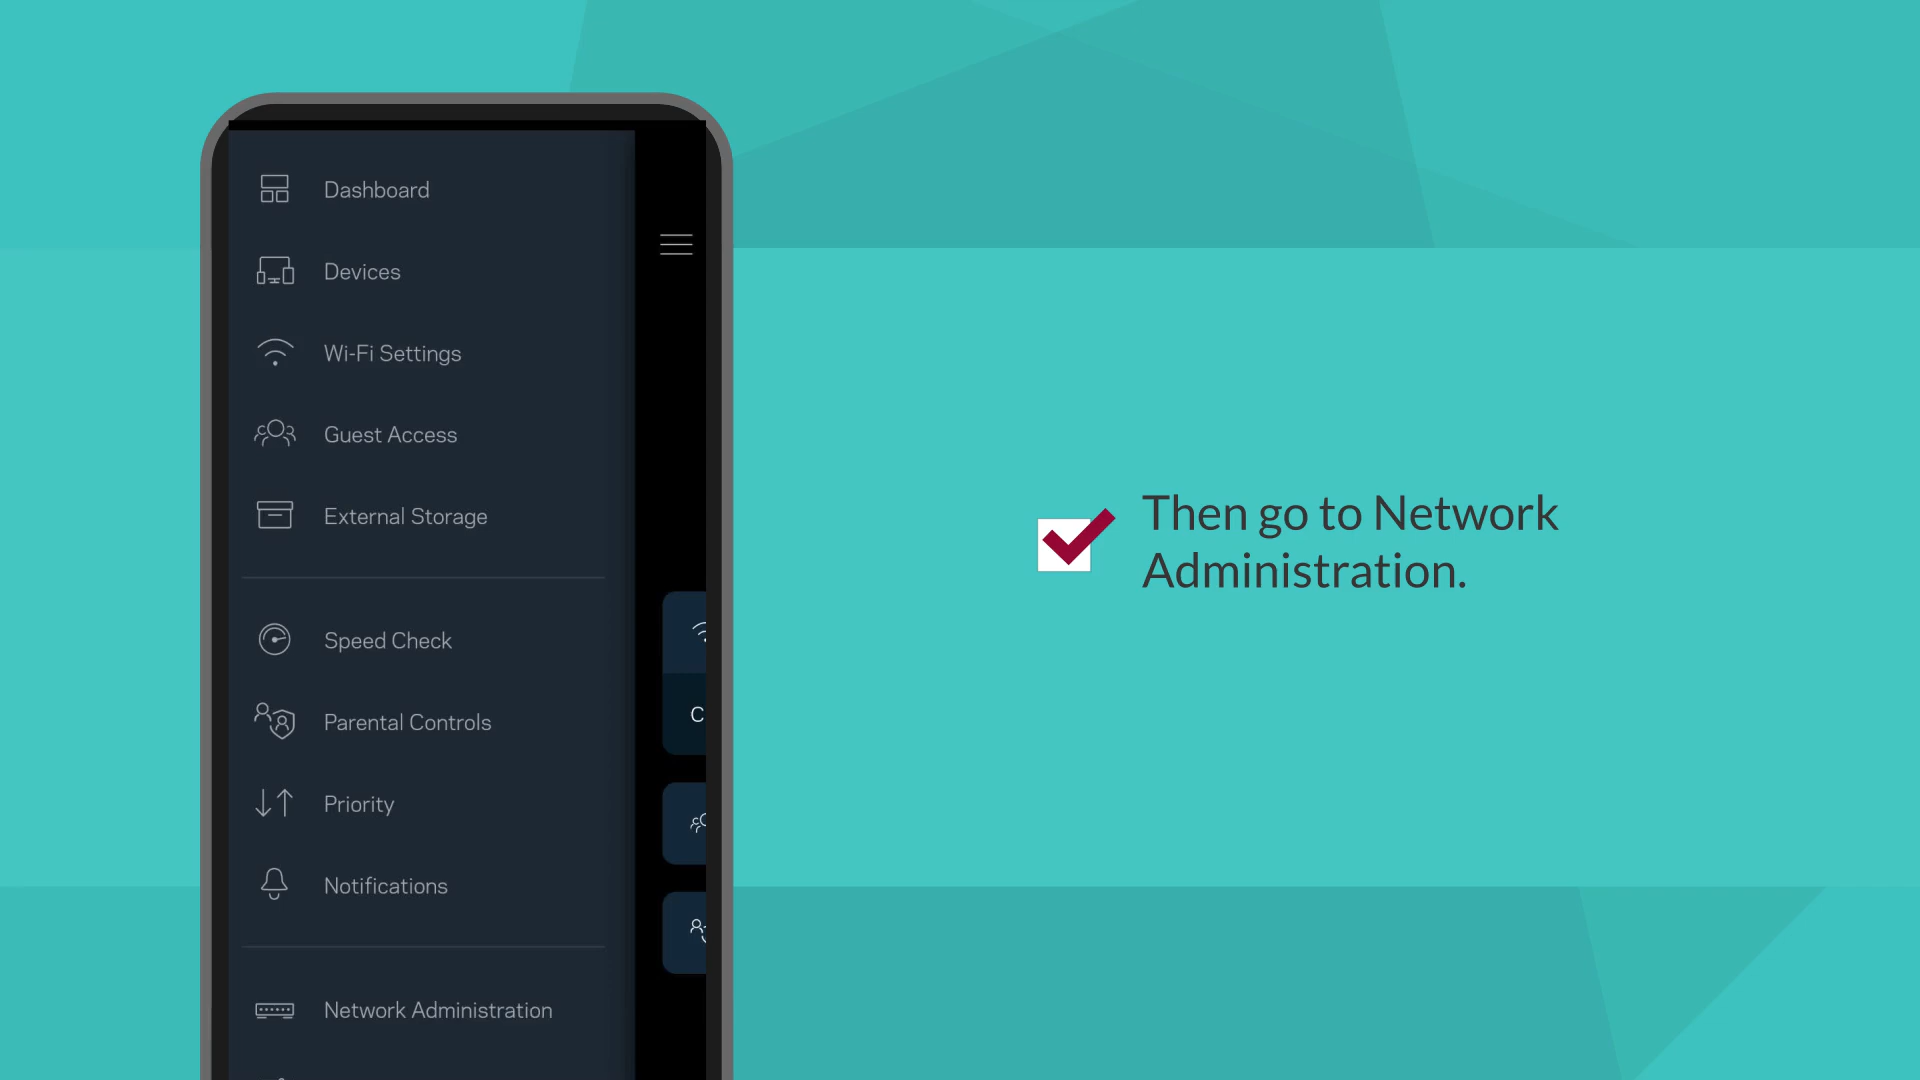 Dashboard
Devices
Wi-Fi Settings
Guest Access
External Storage
Speed Check
Parental Controls
Priority
Notifications
Network Administration
C
Then go to Network
Administration.